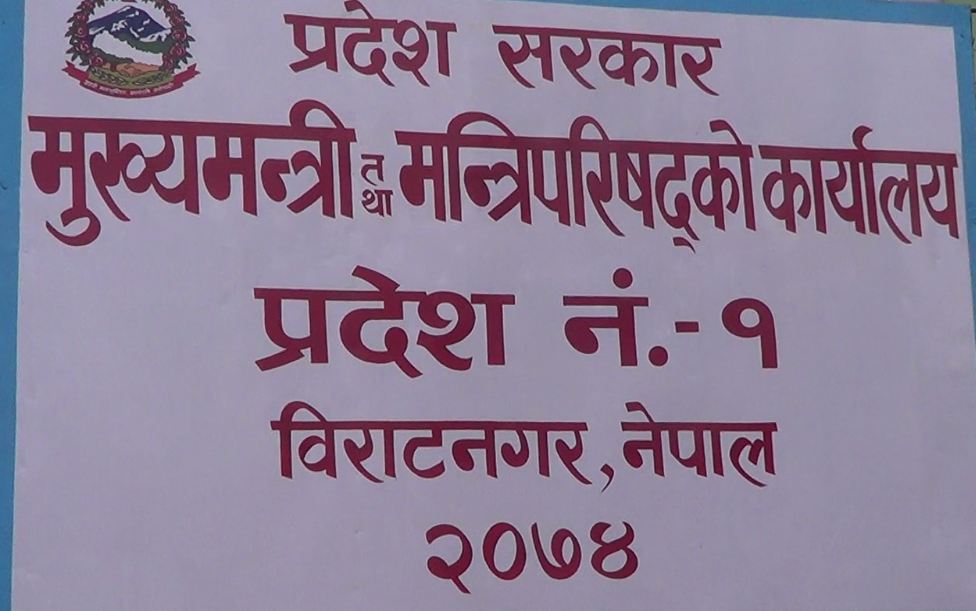 प्रदेश सरकार
मुख्यमन्त्री तथा मन्त्रिपरिषद्को कार्यालय
प्रदेश नं.-१
विराटनगर,नेपाल
२०७४